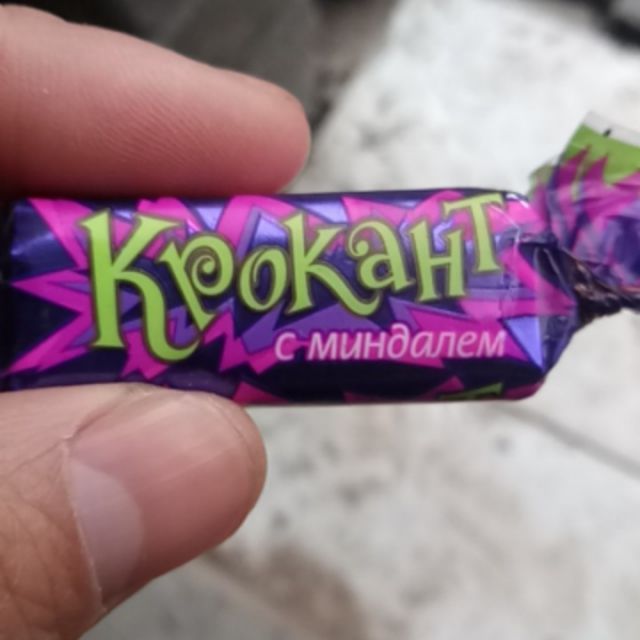 Крокант
с миндалем